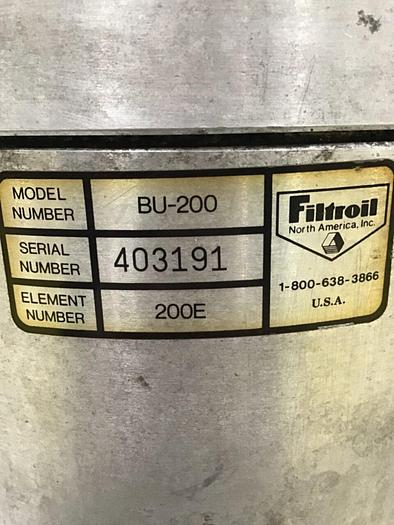 MODEL
NUMBER
BU-200
SERIAL
NUMBER
403191
ELEMENT
NUMBER
200E
Filtroil
North America, Inc.
1-800-638-3866
U.S.A.